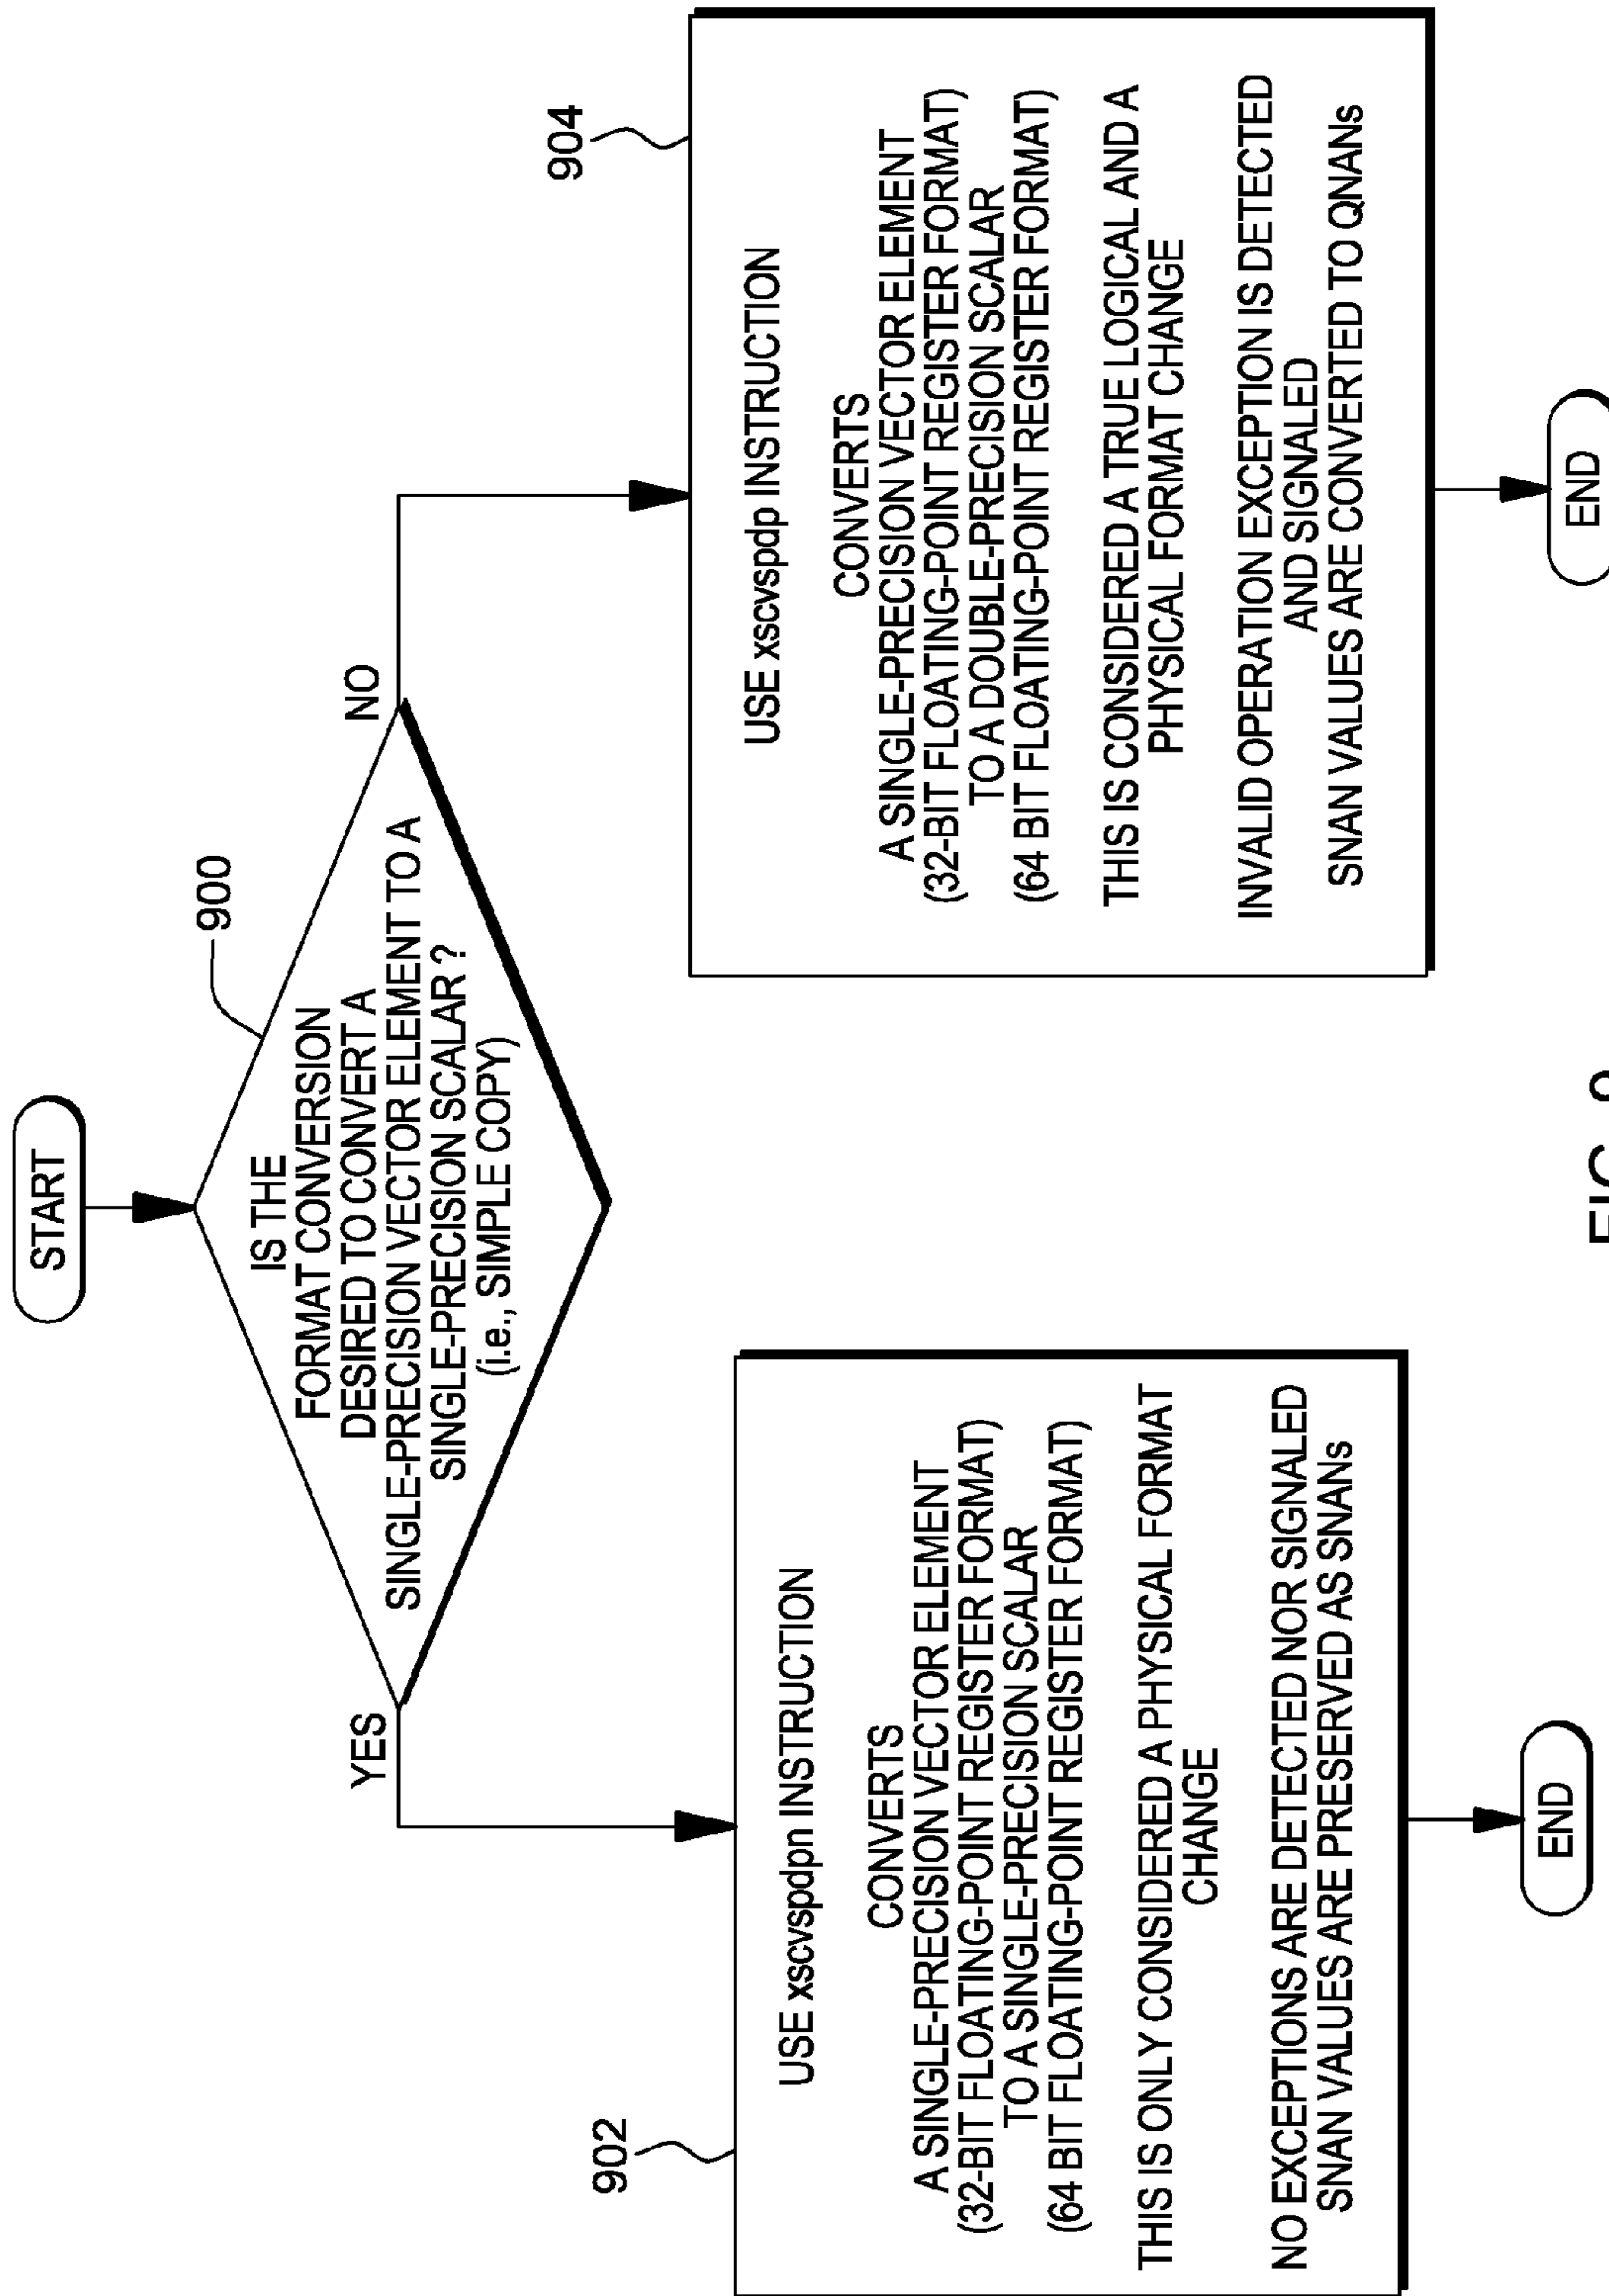 START
900
IS THE
FORMAT CONVERSION
DESIRED TO CONVERT A
SINGLE-PRECISION VECTOR ELEMENT TO A
SINGLE-PRECISION SCALAR ?
(i.e., SIMPLE COPY)
YES
NO
902
USE xscvspdpn INSTRUCTION
CONVERTS
A SINGLE-PRECISION VECTOR ELEMENT
(32-BIT FLOATING-POINT REGISTER FORMAT)
TO A SINGLE-PRECISION SCALAR
(64 BIT FLOATING-POINT REGISTER FORMAT)
THIS IS ONLY CONSIDERED A PHYSICAL FORMAT
CHANGE
NO EXCEPTIONS ARE DETECTED NOR SIGNALED
SNAN VALUES ARE PRESERVED AS SNANs
END
904
USE xscvspdp INSTRUCTION
CONVERTS
A SINGLE-PRECISION VECTOR ELEMENT
(32-BIT FLOATING-POINT REGISTER FORMAT)
TO A DOUBLE-PRECISION SCALAR
(64 BIT FLOATING-POINT REGISTER FORMAT)
THIS IS CONSIDERED A TRUE LOGICAL AND A
PHYSICAL FORMAT CHANGE
INVALID OPERATION EXCEPTION IS DETECTED
AND SIGNALED
SNAN VALUES ARE CONVERTED TO QNANs
END
FIG.